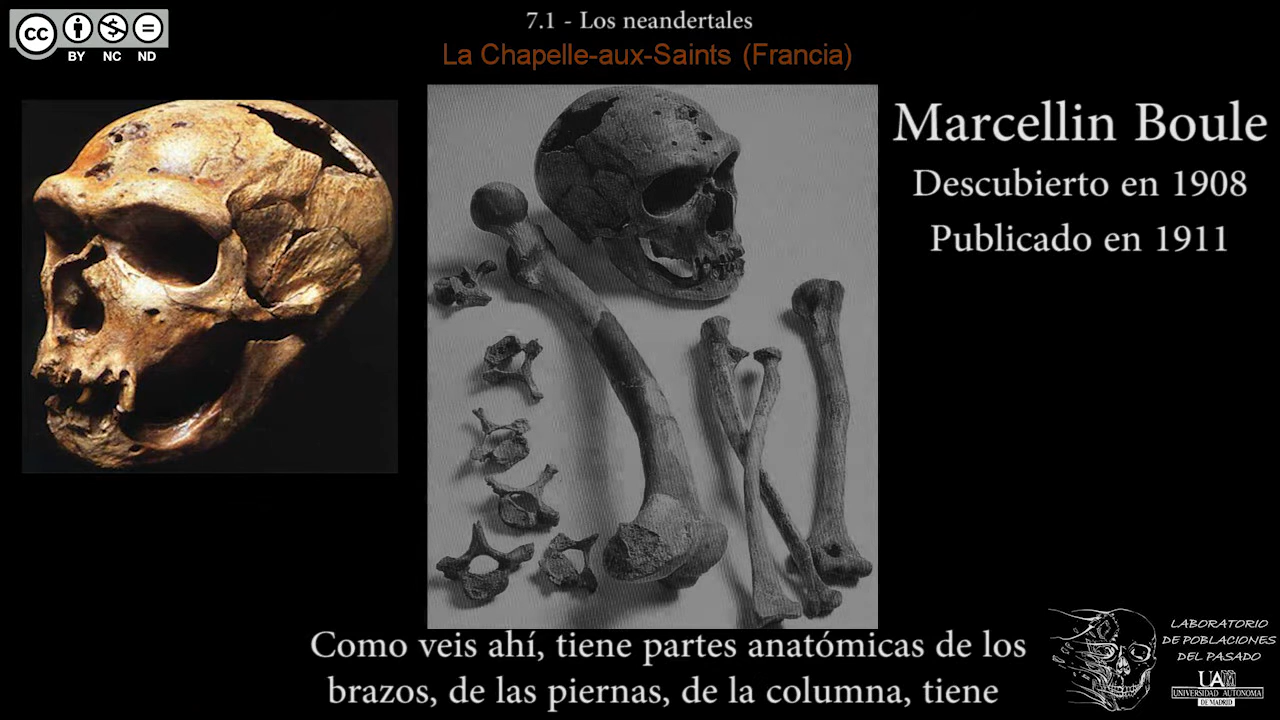 CC
BY NC ND
7.1 - Los neandertales
La Chapelle-aux-Saints (Francia)
Marcellin Boule
Descubierto en 1908
Publicado en 1911
Como veis ahí, tiene partes anatómicas de los
brazos, de las piernas, de la columna, tiene
LABORATORIO
DE POBLACIONES
DEL PASADO
UAM
UNIVERSIDAD AUTONOMA
DE MADRID